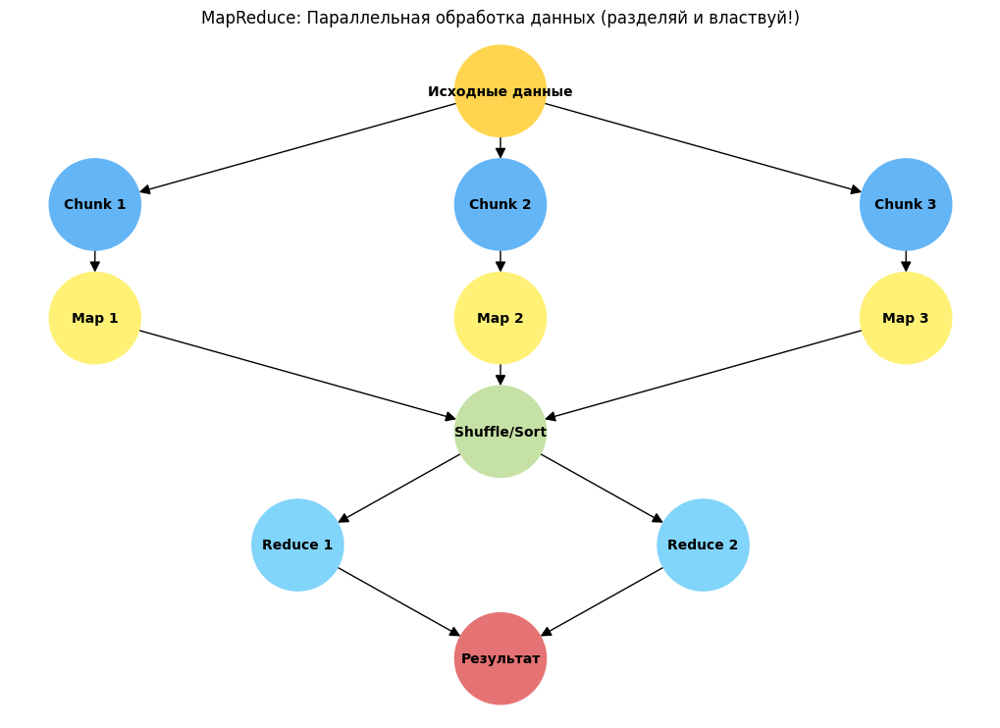 MapReduce: Параллельная обработка данных (разделяй и властвуй!)
Исходные данные
Chunk 1
Chunk 2
Chunk 3
Map 1
Map 2
Map 3
Shuffle/Sort
Reduce 1
Reduce 2
Результат